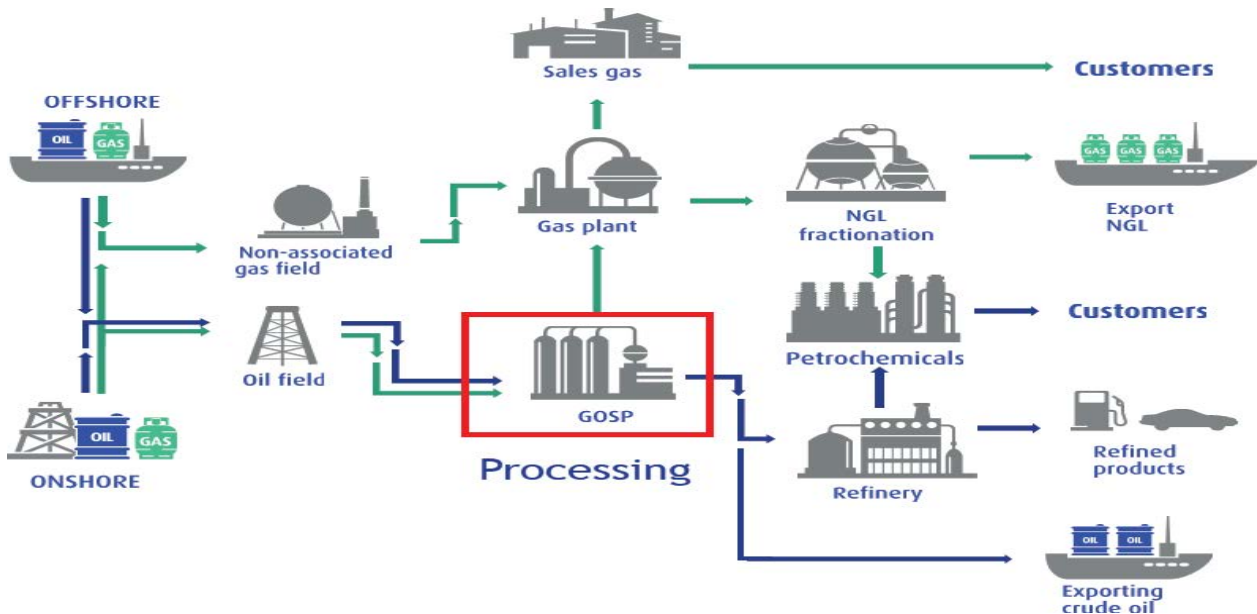 Sales gas
Customers
OFFSHORE
OIL
GAS
GAS GAS GAS
Gas plant
NGL
fractionation
Export
NGL
Non-associated
gas field
Customers
Petrochemicals
Oil field
GOSP
OIL
GAS
ONSHORE
Processing
Refinery
Refined
products
OIL OIL
Exporting
crude oil